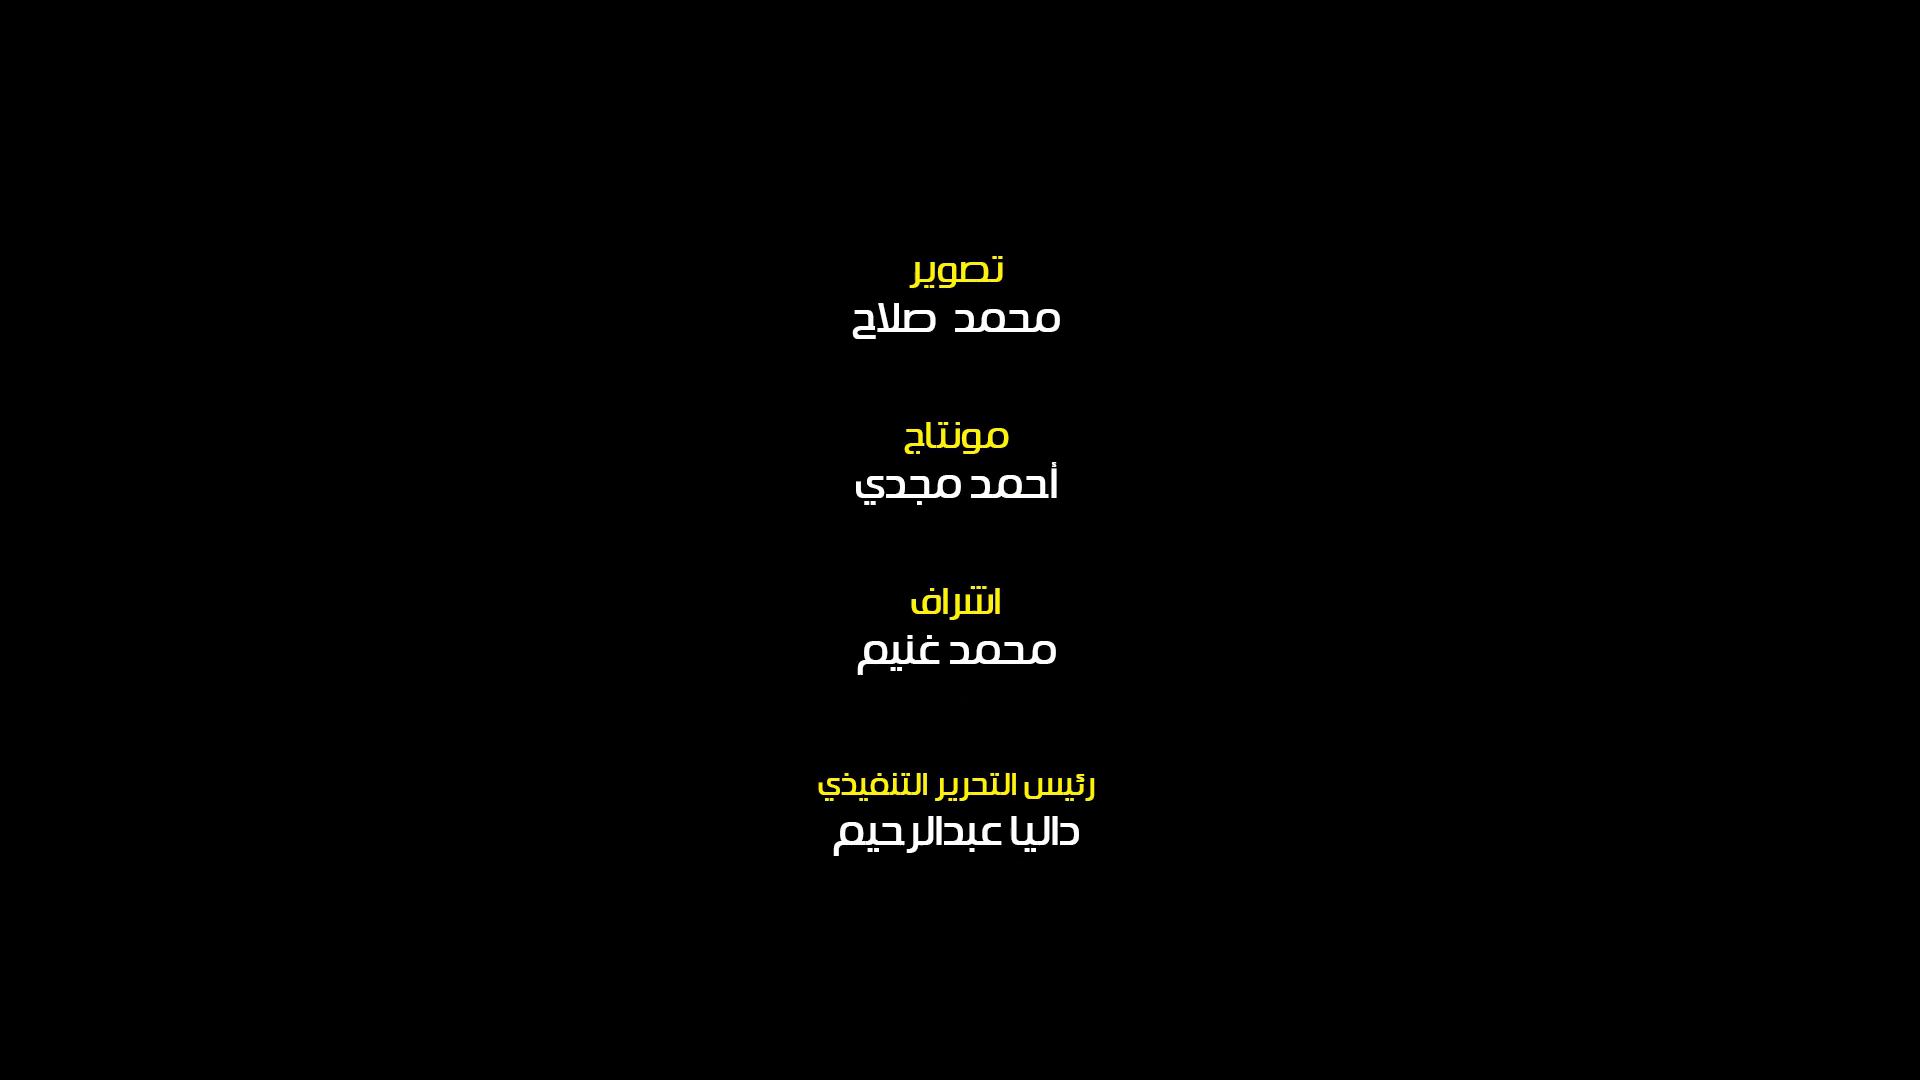 تصوير
محمد صلاح
مونتاج
أحمد مجدي
اشراف
محمد غنيم
رئيس التحرير التنفيذي
داليا عبدالرحيم